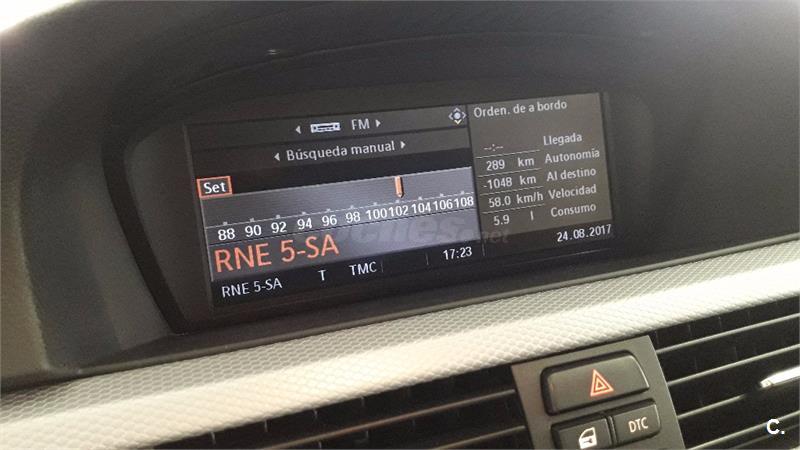 FM
Búsqueda manual
Set
88 90 92 94 96 98 100 102 104 106 108
RNE 5-SA
RNE 5-SA T TMC 17:23
Orden. de a bordo
--:-- Llegada
289 km Autonomía
-1048 km Al destino
58.0 km/h Velocidad
5.9 l Consumo
24.08.2017
.net
DTC
C.